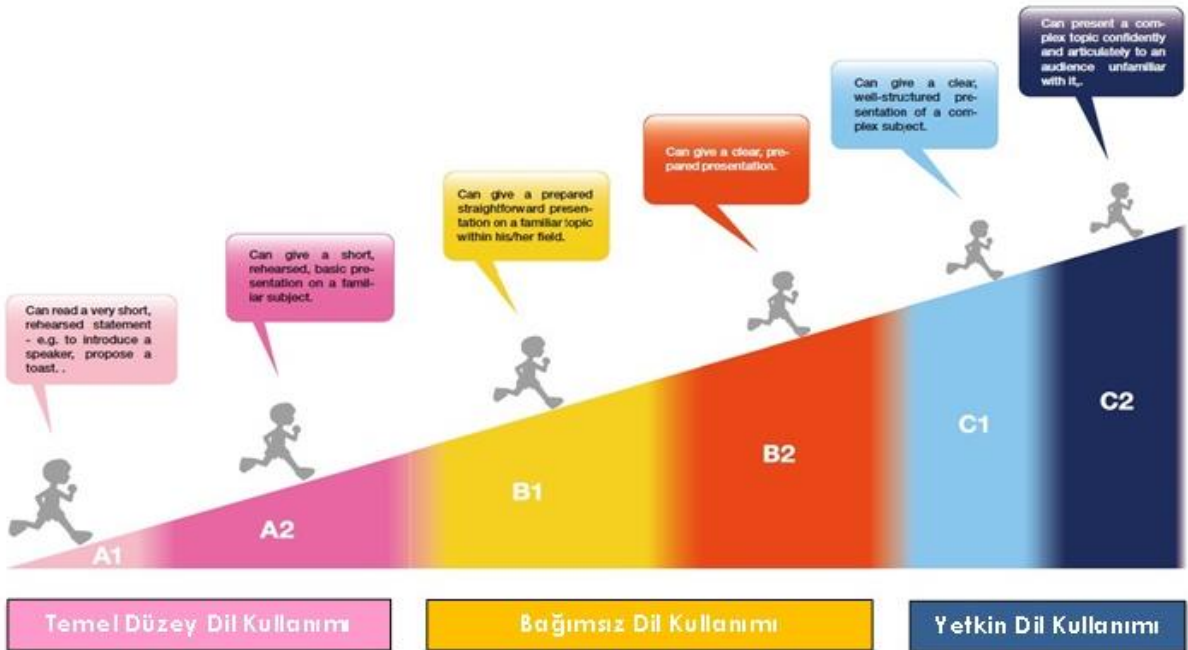 Can read a very short,
rehearsed statement
- e.g. to introduce a
speaker, propose a
toast. .
Can give a short,
rehearsed, basic pre-
sentation on a famil-
iar subject.
Can give a prepared
straightforward presen-
tation on a familiar topic
within his/her field.
Can give a clear, pre-
pared presentation.
Can give a clear,
well-structured pre-
sentation of a com-
plex subject.
Can present a com-
plex topic confidently
and articulately to an
audience unfamiliar
with it,.
A1
A2
B1
B2
C1
C2
Temel Düzey Dil Kullanımı
Bağımsız Dil Kullanımı
Yetkin Dil Kullanımı